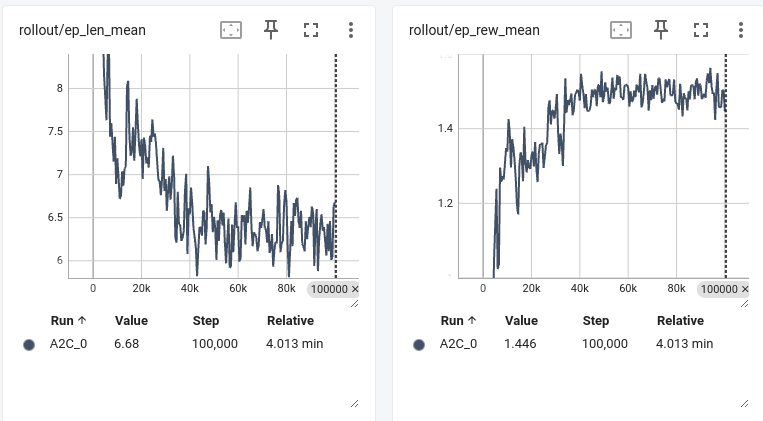 rollout/ep_len_mean
8
7.5
7
6.5
6
0 20k 40k 60k 80k 100000 ×
Run ↑ Value Step Relative
A2C_0 6.68 100,000 4.013 min
rollout/ep_rew_mean
1.4
1.2
0 20k 40k 60k 80k 100000 ×
Run ↑ Value Step Relative
A2C_0 1.446 100,000 4.013 min